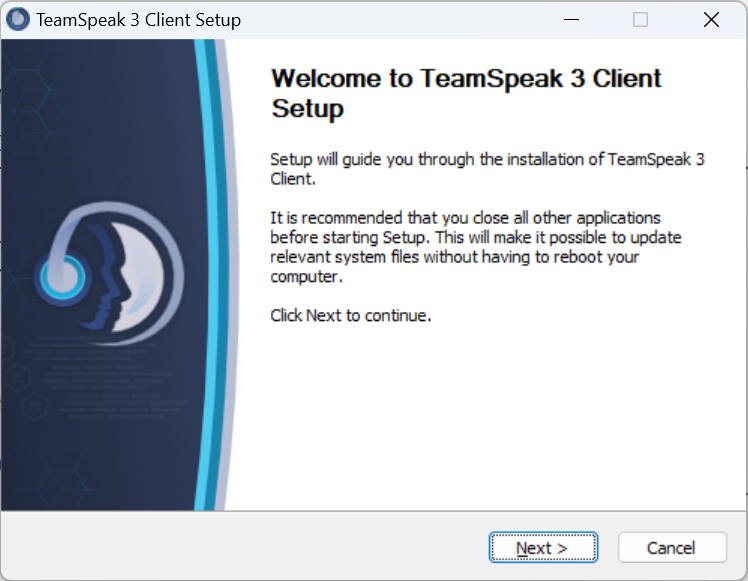 TeamSpeak 3 Client Setup
Welcome to TeamSpeak 3 Client
Setup
Setup will guide you through the installation of TeamSpeak 3
Client.
It is recommended that you close all other applications
before starting Setup. This will make it possible to update
relevant system files without having to reboot your
computer.
Click Next to continue.
Next >
Cancel